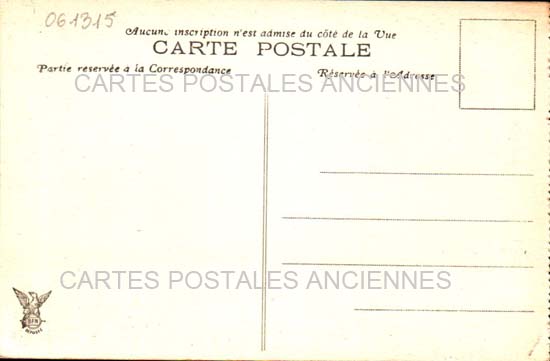 061315
Aucune inscription n'est admise du côté de la Vue
CARTE POSTALE
Partie reservée à la Correspondance
Réservée à l'Adresse
CARTES POSTALES ANCIENNES
CARTES POSTALES ANCIENNES